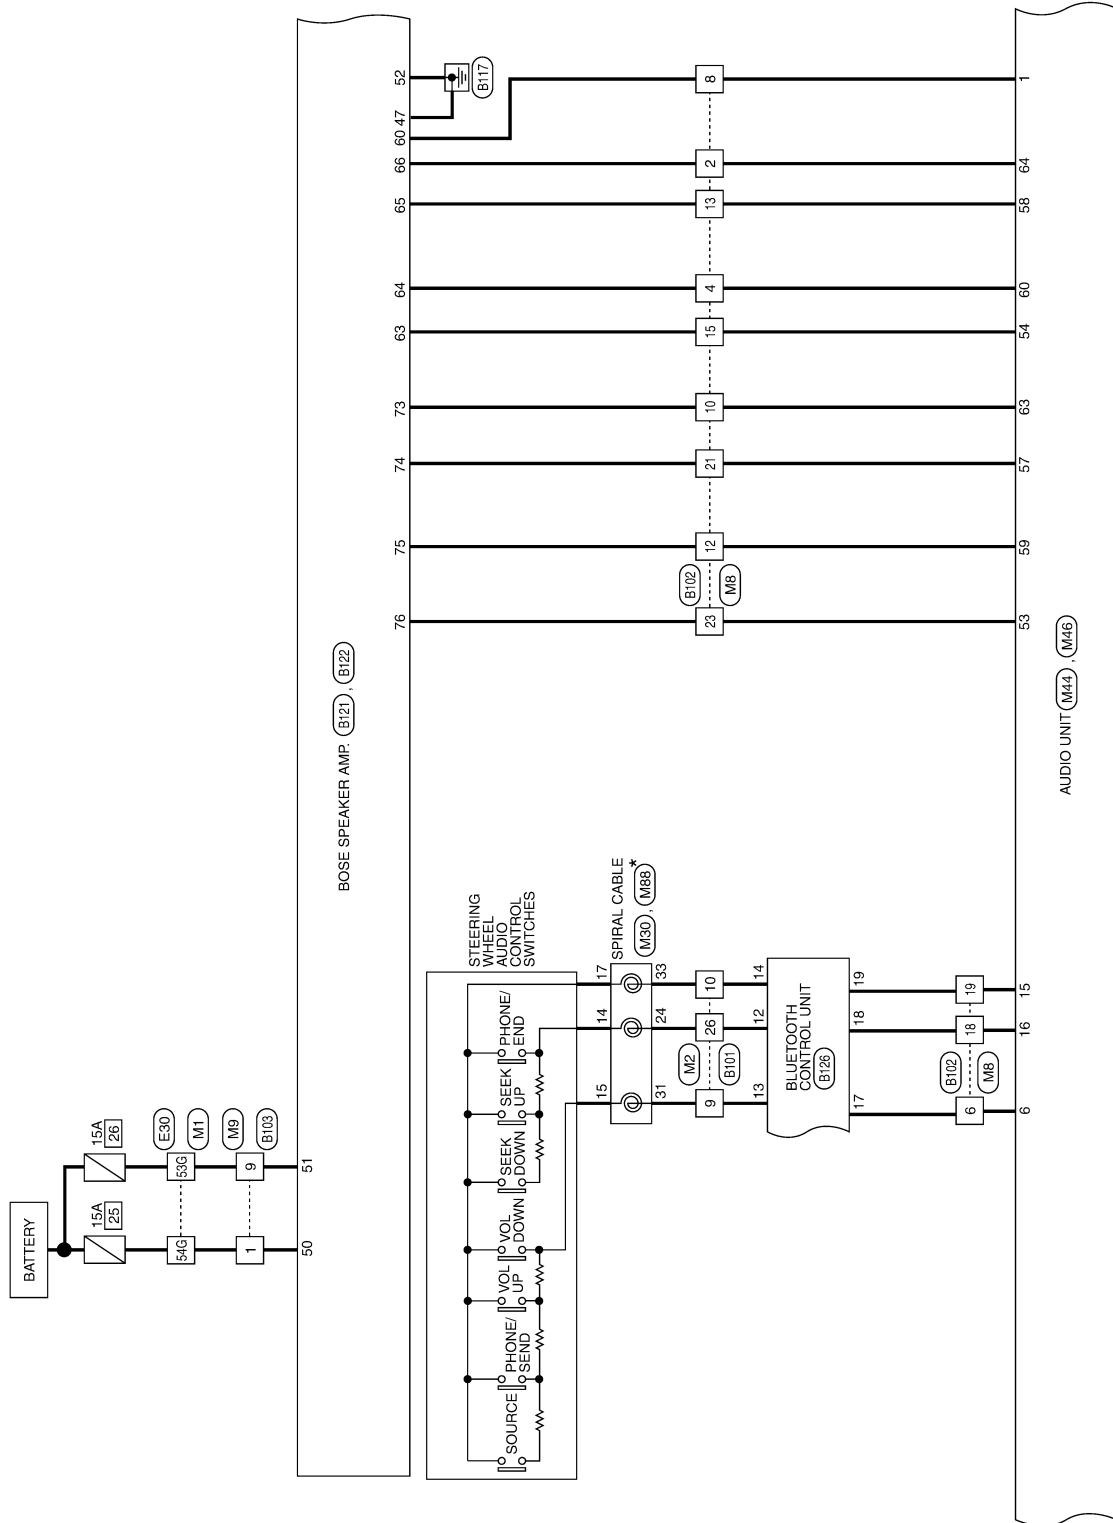 BATTERY
15A
25
15A
26
54G
53G
E30
M1
1
9
M9
B103
50
51
BOSE SPEAKER AMP. B121 , B122
76
75
74
73
63
64
65
66
60
47
52
B117
STEERING
WHEEL
AUDIO
CONTROL
SWITCHES
SOURCE
PHONE/
SEND
VOL
UP
VOL
DOWN
SEEK
DOWN
SEEK
UP
PHONE/
END
15
14
17
SPIRAL CABLE
M30 , M88 *
31
24
33
9
26
10
M2
B101
13
12
14
BLUETOOTH
CONTROL UNIT
B126
17
18
19
6
18
19
B102
M8
6
16
15
23
12
21
10
15
4
13
2
8
B102
M8
53
59
57
63
54
60
58
64
1
AUDIO UNIT M44 , M46